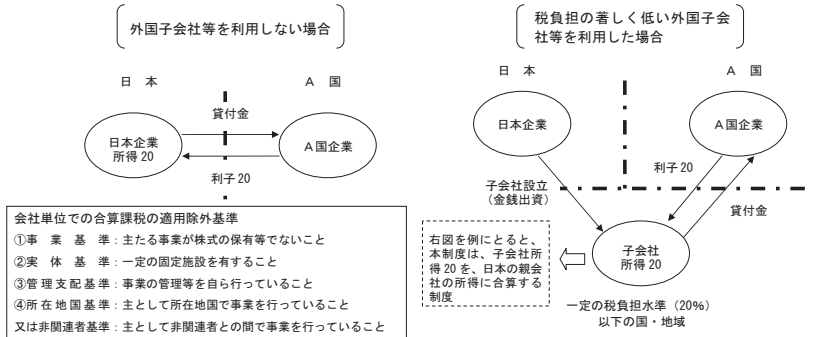 外国子会社等を利用しない場合
日 本
A 国
貸付金
日本企業
所得20
A国企業
利子20
会社単位での合算課税の適用除外基準
①事業基準：主たる事業が株式の保有等でないこと
②実体基準：一定の固定施設を有すること
③管理支配基準：事業の管理等を自ら行っていること
④所在地国基準：主として所在地国で事業を行っていること
又は非関連者基準：主として非関連者との間で事業を行っていること
税負担の著しく低い外国子会
社等を利用した場合
日 本
A 国
日本企業
A国企業
利子20
子会社設立
（金銭出資）
貸付金
右図を例にとると、
本制度は、子会社所
得20を、日本の親会
社の所得に合算する
制度
子会社
所得20
一定の税負担水準（20%）
以下の国・地域